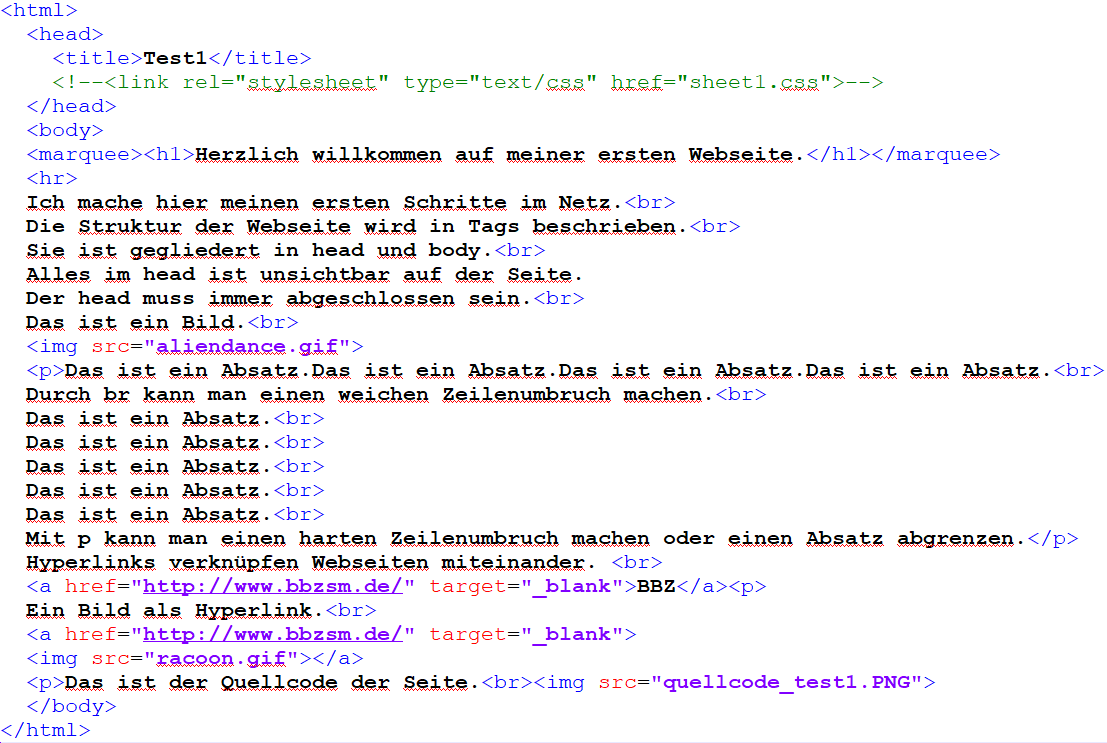 <html>
<head>
<title>Test1</title>
<!--<link rel="stylesheet" type="text/css" href="sheet1.css">-->
</head>
<body>
<marquee><h1>Herzlich willkommen auf meiner ersten Webseite.</h1></marquee>
<hr>
Ich mache hier meinen ersten Schritte im Netz.<br>
Die Struktur der Webseite wird in Tags beschrieben.<br>
Sie ist gegliedert in head und body.<br>
Alles im head ist unsichtbar auf der Seite.
Der head muss immer abgeschlossen sein.<br>
Das ist ein Bild.<br>
<img src="aliendance.gif">
<p>Das ist ein Absatz.Das ist ein Absatz.Das ist ein Absatz.Das ist ein Absatz.<br>
Durch br kann man einen weichen Zeilenumbruch machen.<br>
Das ist ein Absatz.<br>
Das ist ein Absatz.<br>
Das ist ein Absatz.<br>
Das ist ein Absatz.<br>
Das ist ein Absatz.<br>
Mit p kann man einen harten Zeilenumbruch machen oder einen Absatz abgrenzen.</p>
Hyperlinks verknüpfen Webseiten miteinander. <br>
<a href="http://www.bbzsm.de/" target="_blank">BBZ</a><p>
Ein Bild als Hyperlink.<br>
<a href="http://www.bbzsm.de/" target="_blank">
<img src="racoon.gif"></a>
<p>Das ist der Quellcode der Seite.<br><img src="quellcode_test1.PNG">
</body>
</html>